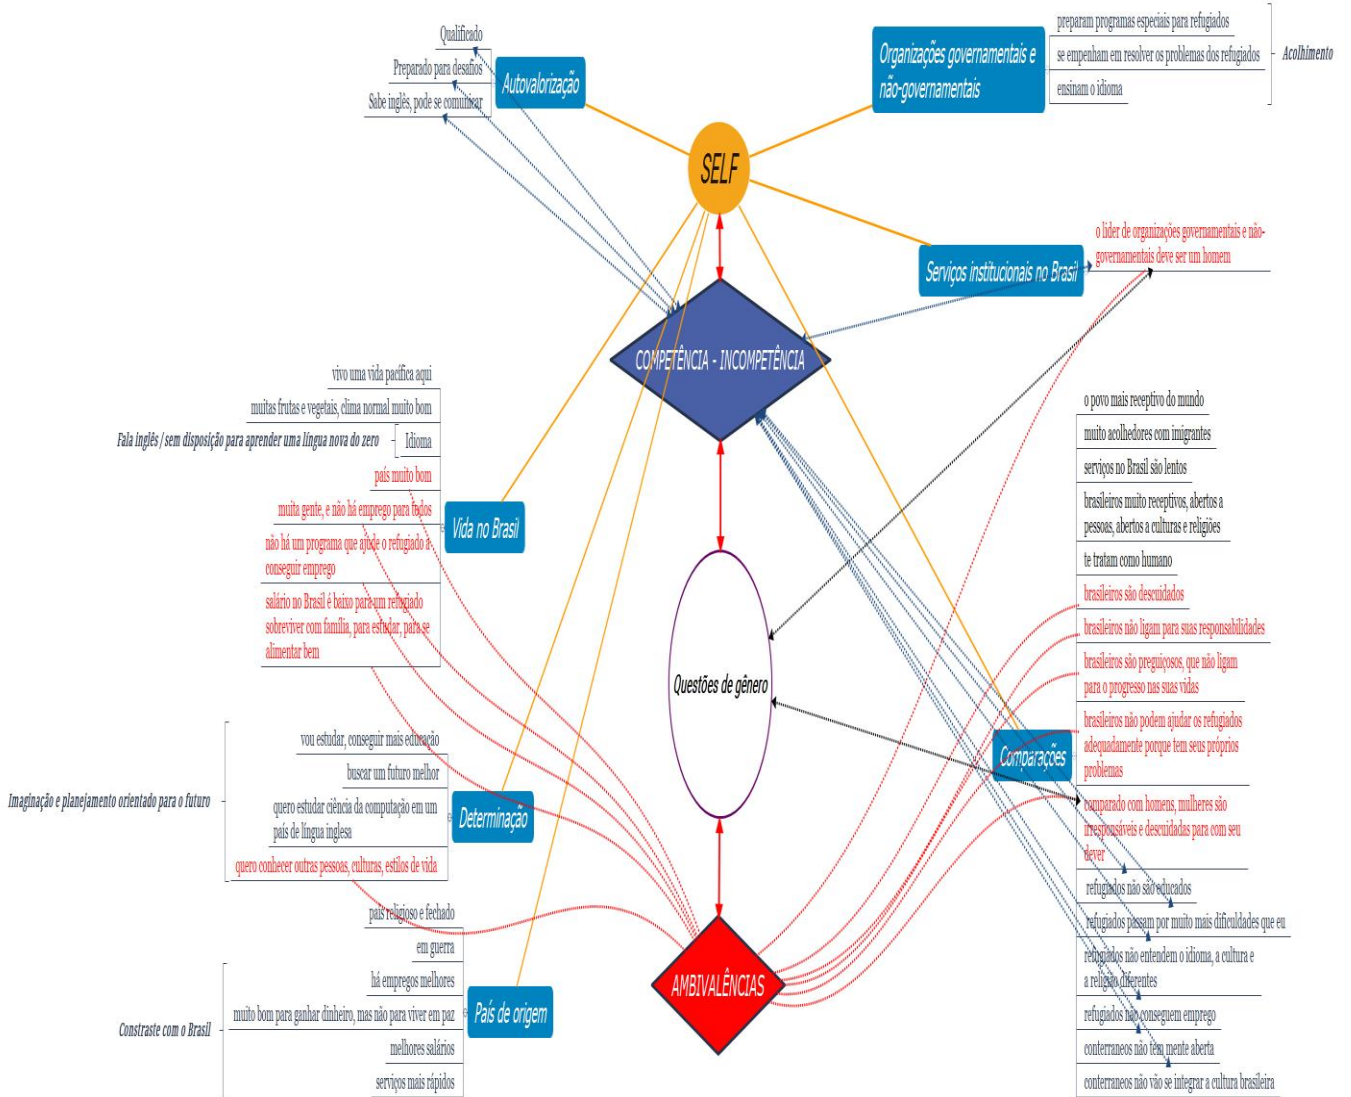 Qualificado
Preparado para desafios
Sabe inglês, pode se comunicar
Autovalorização
Organizações governamentais e
não-governamentais
preparam programas especiais para refugiados
se empenham em resolver os problemas dos refugiados
ensinam o idioma
Acolhimento
SELF
Serviços institucionais no Brasil
o líder de organizações governamentais e não-
governamentais deve ser um homem
COMPETÊNCIA - INCOMPETÊNCIA
vivo uma vida pacífica aqui
muitas frutas e vegetais, clima normal muito bom
Fala inglês / sem disposição para aprender uma língua nova do zero
Idioma
país muito bom
muita gente, e não há emprego para todos
não há um programa que ajude o refugiado a
conseguir emprego
salário no Brasil é baixo para um refugiado
sobreviver com família, para estudar, para se
alimentar bem
Vida no Brasil
o povo mais receptivo do mundo
muito acolhedores com imigrantes
serviços no Brasil são lentos
brasileiros muito receptivos, abertos a
pessoas, abertos a culturas e religiões
te tratam como humano
brasileiros são descuidados
brasileiros não ligam para suas responsabilidades
brasileiros são preguiçosos, que não ligam
para o progresso nas suas vidas
brasileiros não podem ajudar os refugiados
adequadamente porque tem seus próprios
problemas
comparado com homens, mulheres são
irresponsáveis e descuidadas para com seu
dever
refugiados não são educados
refugiados passam por muito mais dificuldades que eu
refugiados não entendem o idioma, a cultura e
a religião diferentes
refugiados não conseguem emprego
conterraneos não têm mente aberta
conterraneos não vão se integrar a cultura brasileira
Comparações
Questões de gênero
Imaginação e planejamento orientado para o futuro
vou estudar, conseguir mais educação
buscar um futuro melhor
quero estudar ciência da computação em um
país de língua inglesa
quero conhecer outras pessoas, culturas, estilos de vida
Determinação
AMBIVALÊNCIAS
país religioso e fechado
em guerra
há empregos melhores
muito bom para ganhar dinheiro, mas não para viver em paz
melhores salários
serviços mais rápidos
Constraste com o Brasil
País de origem